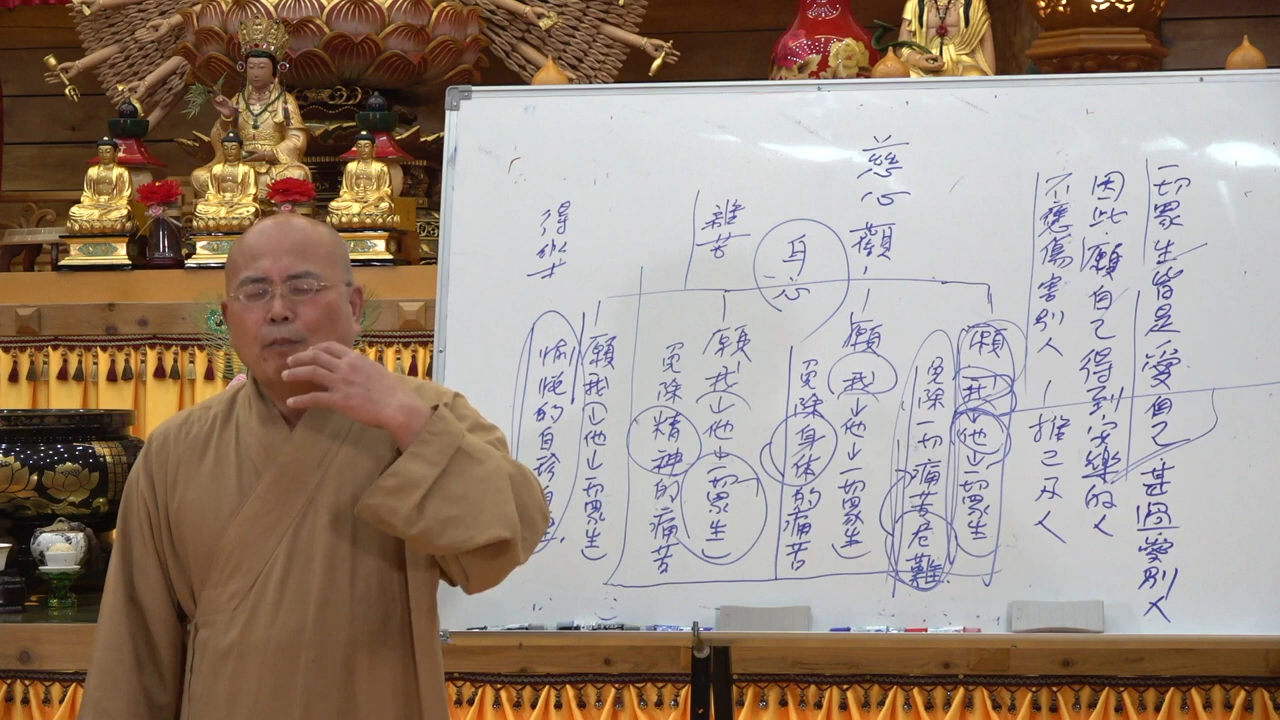 一切眾生皆是愛自己甚過愛別人
因此願自己得到安樂的人
不應傷害別人-推己及人
慈心觀
願我(他)(一切眾生)
免除一切痛苦危難
願我(他)(一切眾生)
免除身体的痛苦
身心
離苦
願我(他)(一切眾生)
免除精神的痛苦
得樂
願我(他)(一切眾生)
愉悅的自珍自